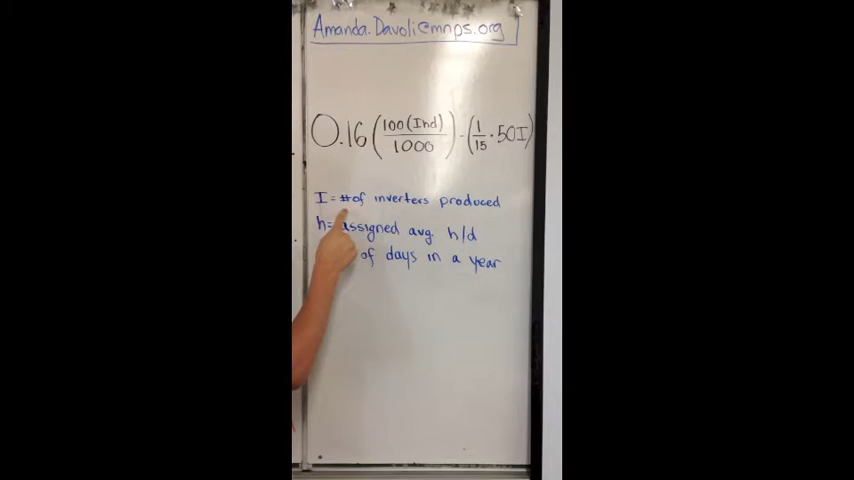 Amanda.Davoli@mnps.org
0.16 (100(Ihd)/1000) - (1/15 · 50I)
I = # of inverters produced
h = assigned avg. h/d
of days in a year